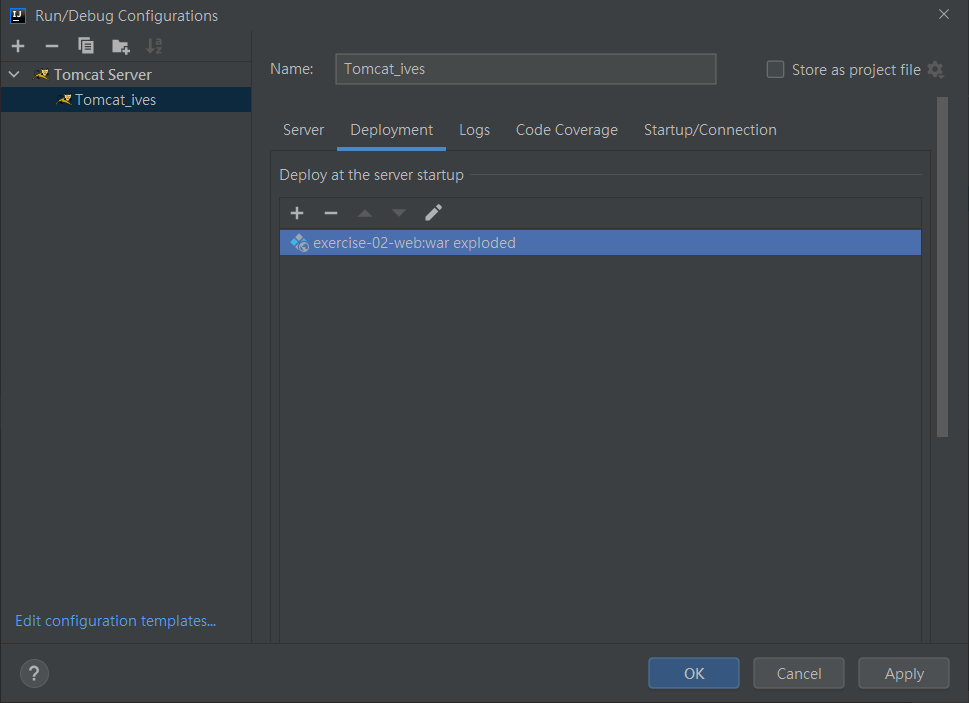 Run/Debug Configurations
Tomcat Server
Tomcat_ives
Edit configuration templates...
Name: Tomcat_ives Store as project file
Server Deployment Logs Code Coverage Startup/Connection
Deploy at the server startup
exercise-02-web:war exploded
? OK Cancel Apply